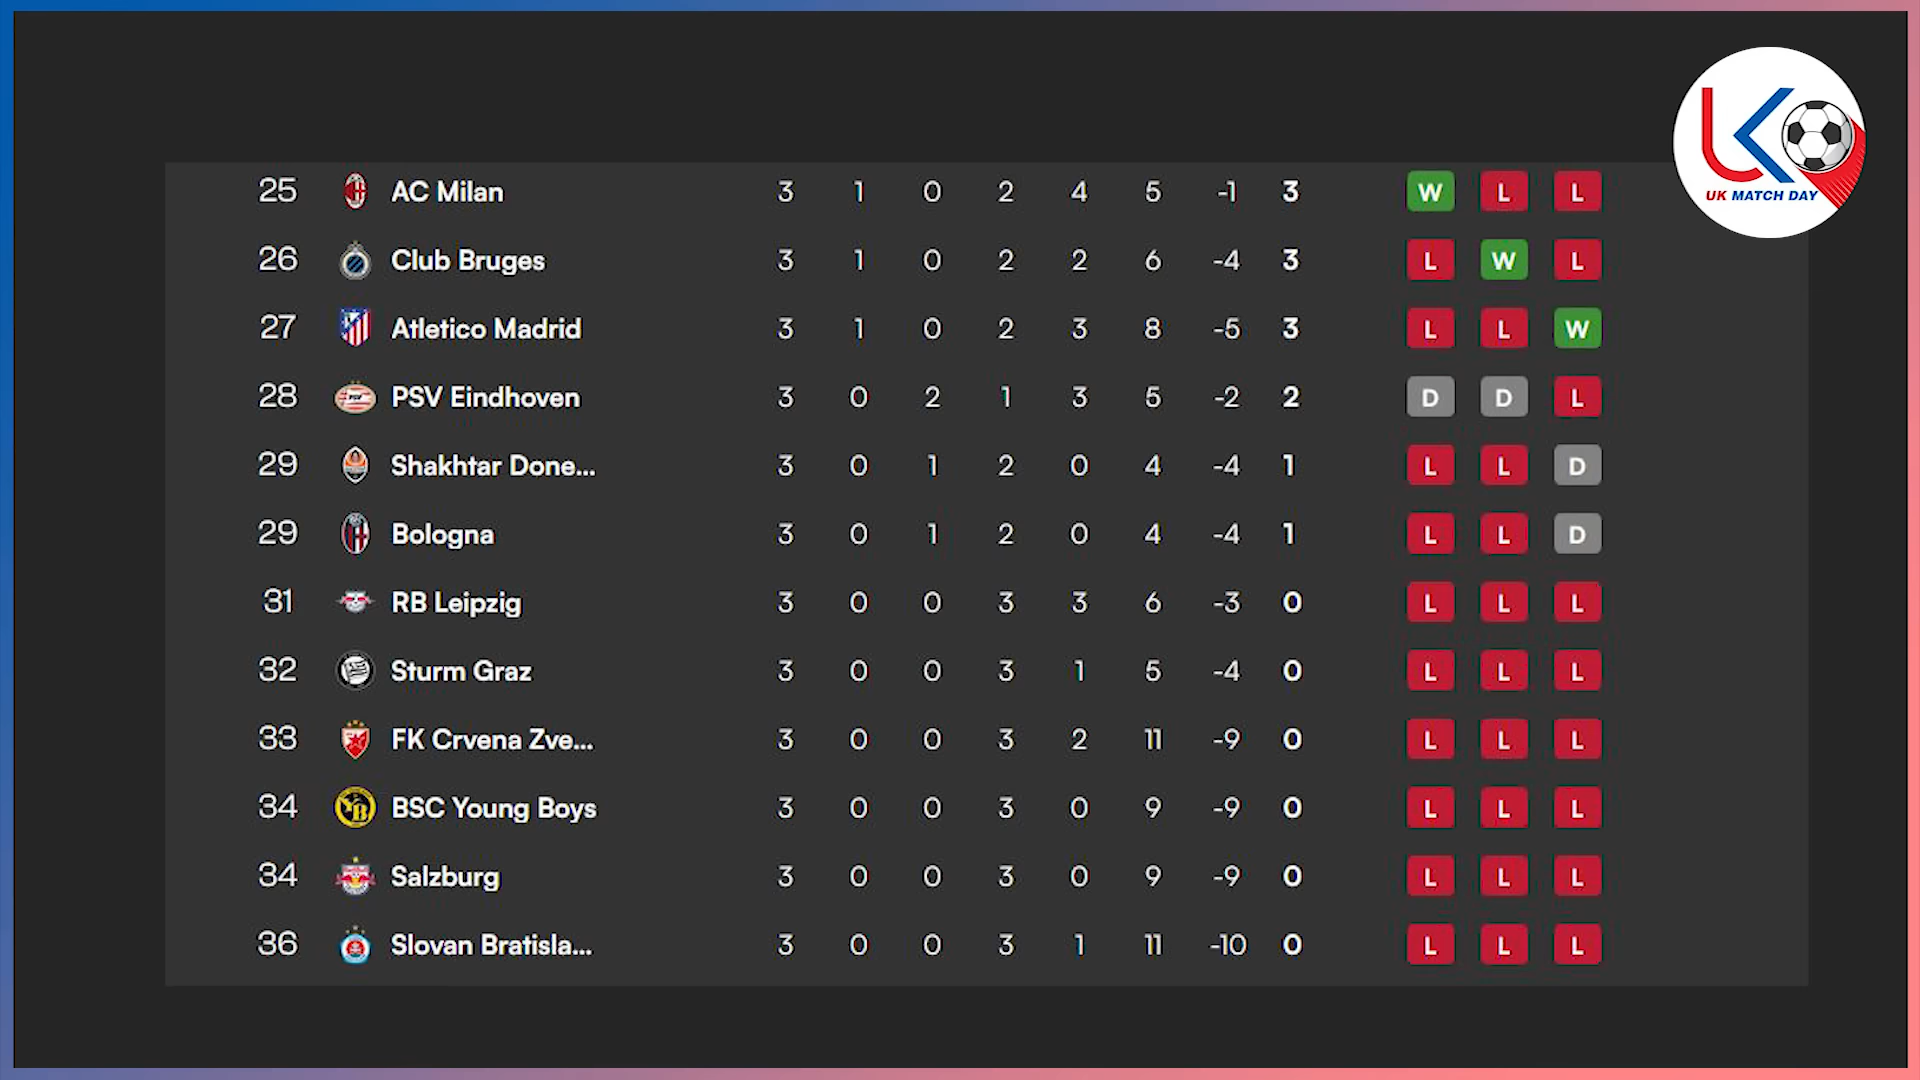 25 AC Milan 3 1 0 2 4 5 -1 3 W L L
26 Club Bruges 3 1 0 2 2 6 -4 3 L W L
27 Atletico Madrid 3 1 0 2 3 8 -5 3 L L W
28 PSV Eindhoven 3 0 2 1 3 5 -2 2 D D L
29 Shakhtar Done... 3 0 1 2 0 4 -4 1 L L D
29 Bologna 3 0 1 2 0 4 -4 1 L L D
31 RB Leipzig 3 0 0 3 3 6 -3 0 L L L
32 Sturm Graz 3 0 0 3 1 5 -4 0 L L L
33 FK Crvena Zve... 3 0 0 3 2 11 -9 0 L L L
34 BSC Young Boys 3 0 0 3 0 9 -9 0 L L L
34 Salzburg 3 0 0 3 0 9 -9 0 L L L
36 Slovan Bratisla... 3 0 0 3 1 11 -10 0 L L L
UK
UK MATCH DAY